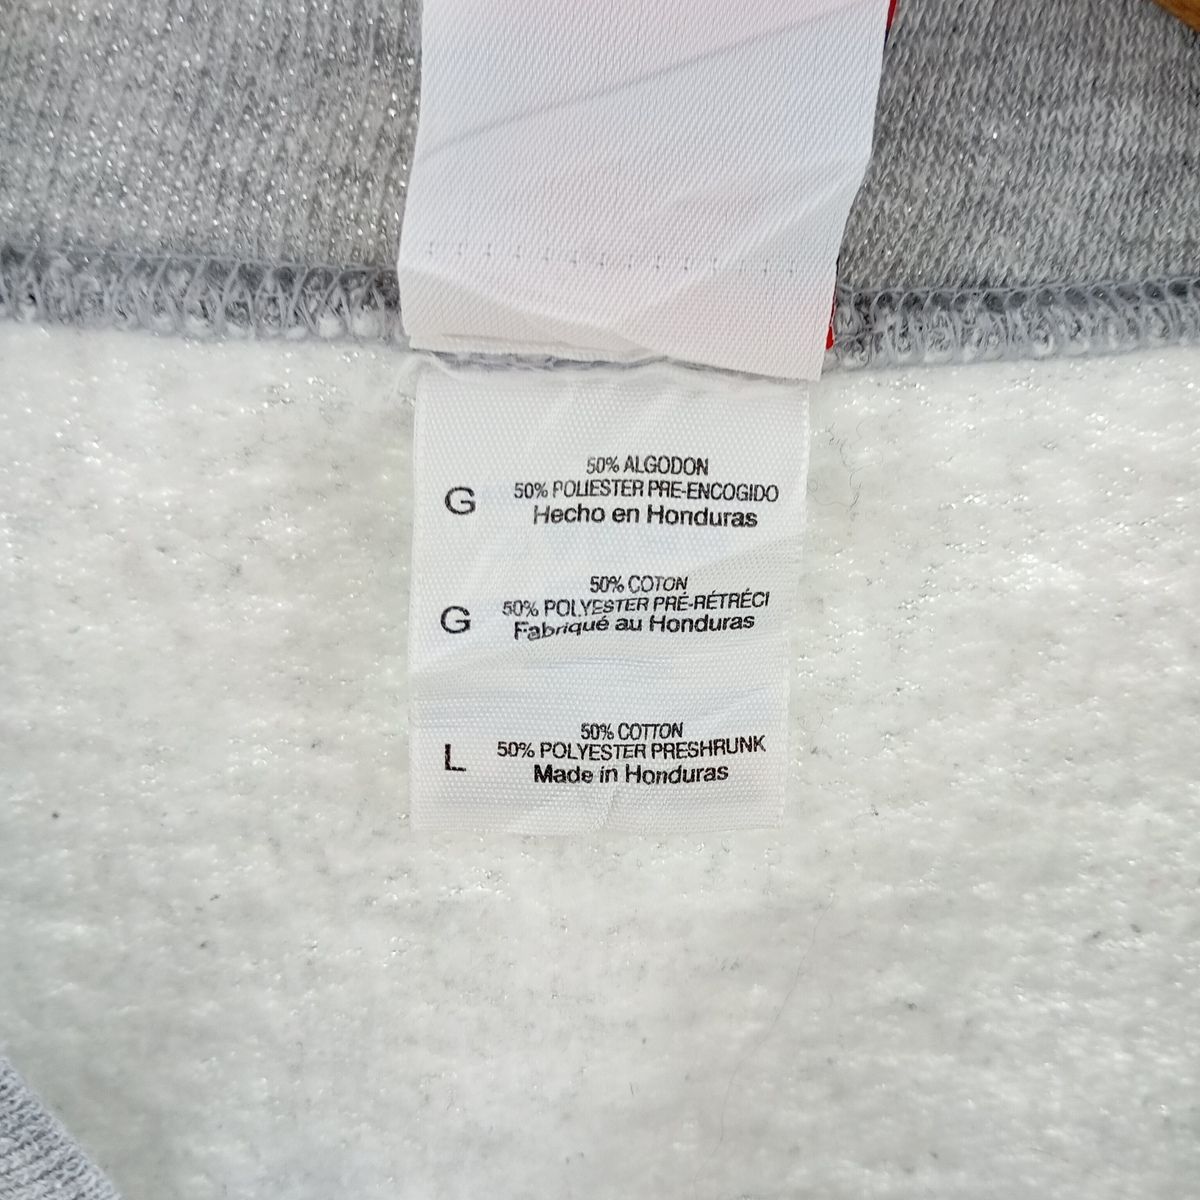 50% ALGODON
G 50% POLIESTER PRE-ENCOGIDO
Hecho en Honduras
50% COTON
G 50% POLYESTER PRÉ-RÉTRÉCI
Fabriqué au Honduras
50% COTTON
L 50% POLYESTER PRESHRUNK
Made in Honduras